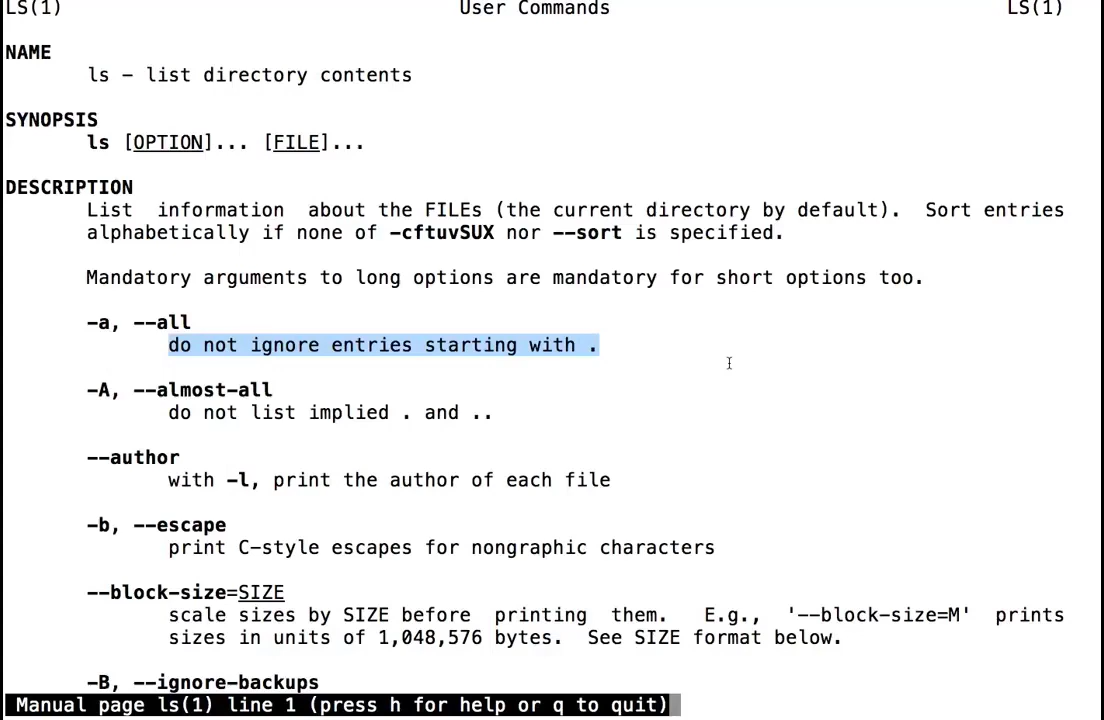 LS(1) User Commands LS(1)
NAME
ls - list directory contents
SYNOPSIS
ls [OPTION]... [FILE]...
DESCRIPTION
List information about the FILEs (the current directory by default). Sort entries
alphabetically if none of -cftuvSUX nor --sort is specified.
Mandatory arguments to long options are mandatory for short options too.
-a, --all
do not ignore entries starting with .
-A, --almost-all
do not list implied . and ..
--author
with -l, print the author of each file
-b, --escape
print C-style escapes for nongraphic characters
--block-size=SIZE
scale sizes by SIZE before printing them. E.g., '--block-size=M' prints
sizes in units of 1,048,576 bytes. See SIZE format below.
-B, --ignore-backups
Manual page ls(1) line 1 (press h for help or q to quit)